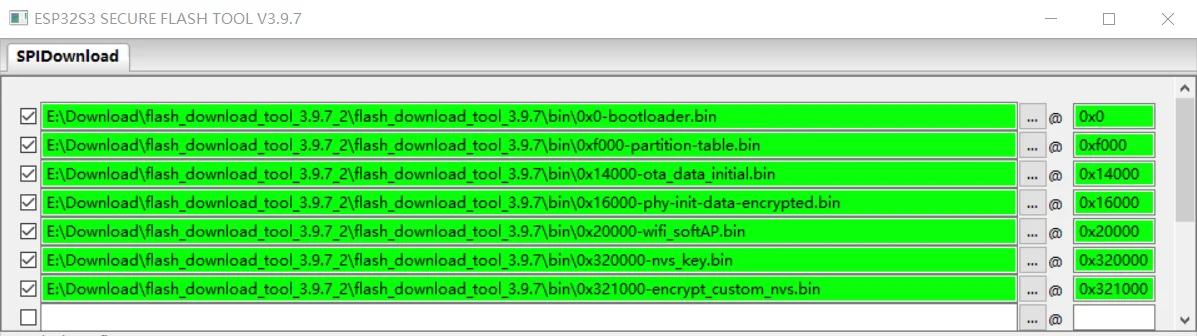 ESP32S3 SECURE FLASH TOOL V3.9.7
SPIDownload
E:\Download\flash_download_tool_3.9.7_2\flash_download_tool_3.9.7\bin\0x0-bootloader.bin ... @ 0x0
E:\Download\flash_download_tool_3.9.7_2\flash_download_tool_3.9.7\bin\0xf000-partition-table.bin ... @ 0xf000
E:\Download\flash_download_tool_3.9.7_2\flash_download_tool_3.9.7\bin\0x14000-ota_data_initial.bin ... @ 0x14000
E:\Download\flash_download_tool_3.9.7_2\flash_download_tool_3.9.7\bin\0x16000-phy-init-data-encrypted.bin ... @ 0x16000
E:\Download\flash_download_tool_3.9.7_2\flash_download_tool_3.9.7\bin\0x20000-wifi_softAP.bin ... @ 0x20000
E:\Download\flash_download_tool_3.9.7_2\flash_download_tool_3.9.7\bin\0x320000-nvs_key.bin ... @ 0x320000
E:\Download\flash_download_tool_3.9.7_2\flash_download_tool_3.9.7\bin\0x321000-encrypt_custom_nvs.bin ... @ 0x321000
... @